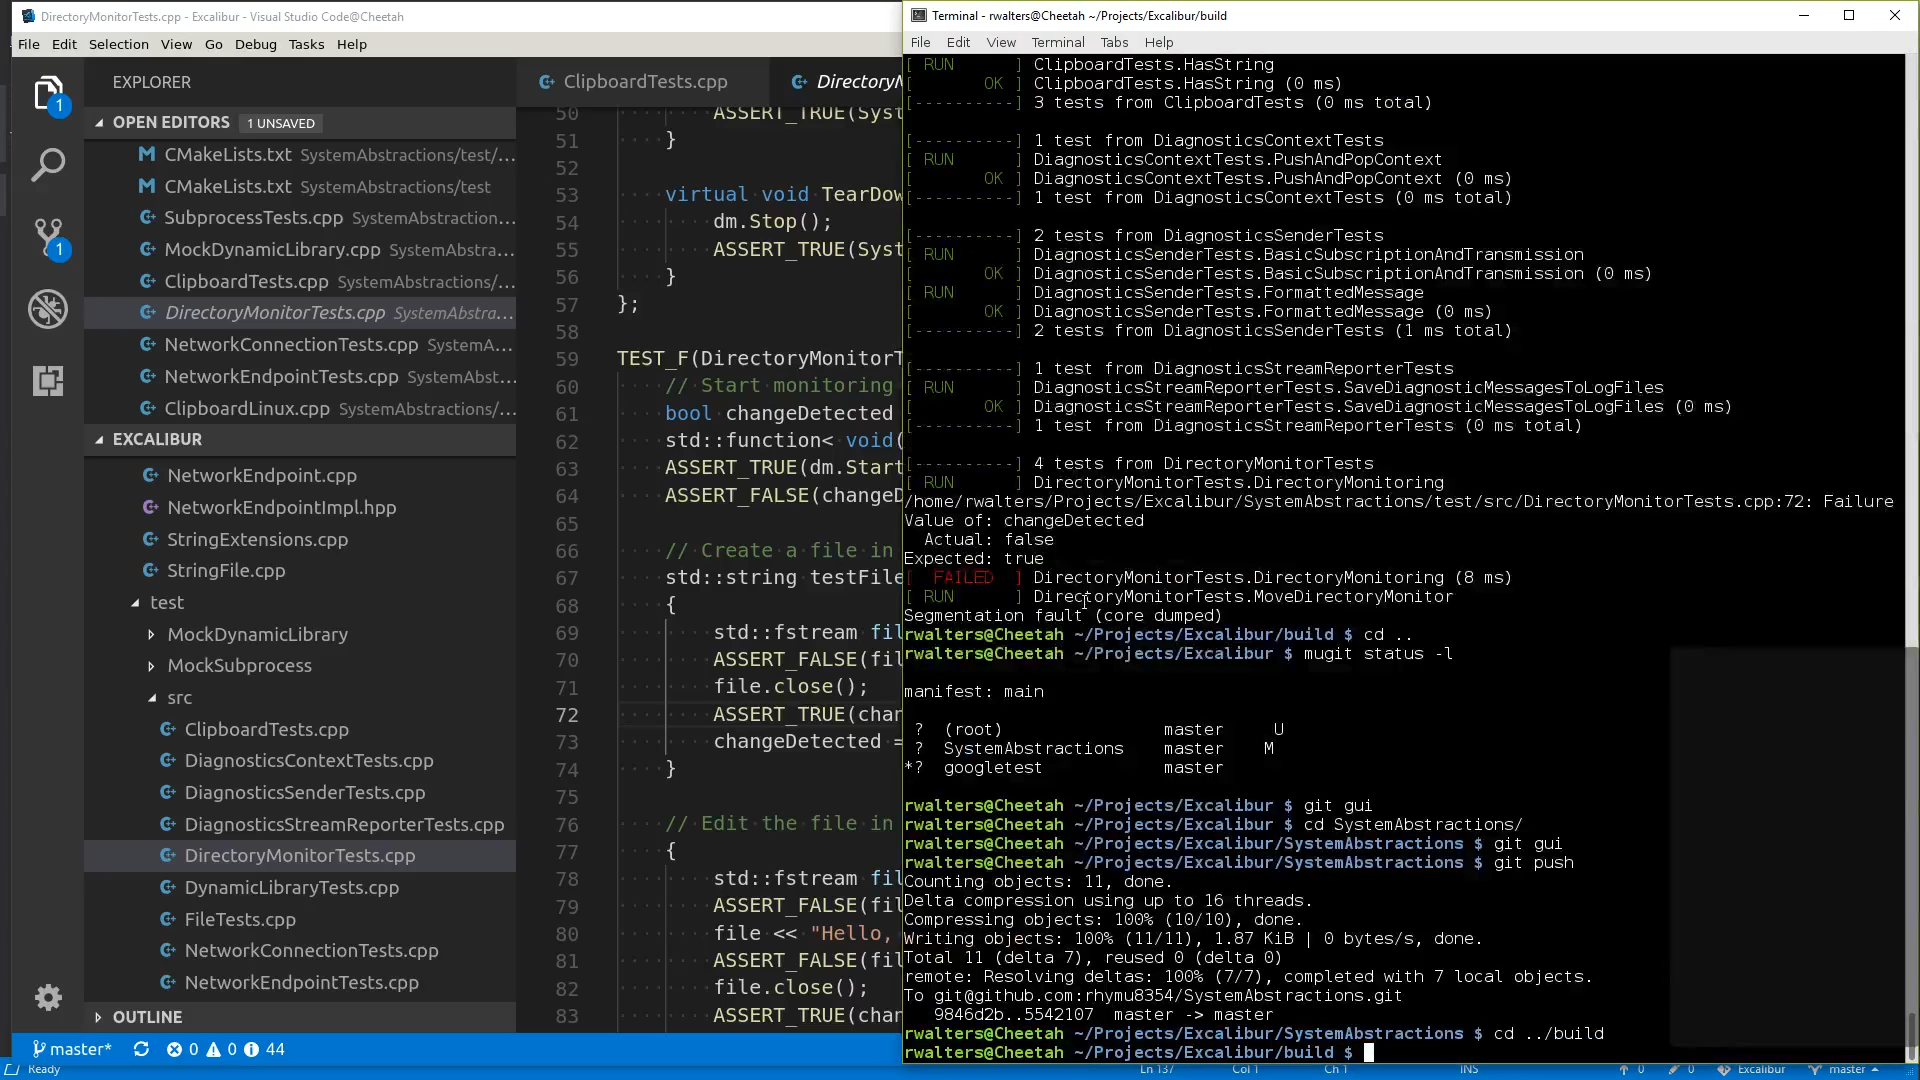 DirectoryMonitorTests.cpp - Excalibur - Visual Studio Code@Cheetah
File Edit Selection View Go Debug Tasks Help
1
1
EXPLORER
OPEN EDITORS 1 UNSAVED
CMakeLists.txt SystemAbstractions/test/...
CMakeLists.txt SystemAbstractions/test
SubprocessTests.cpp SystemAbstraction...
MockDynamicLibrary.cpp SystemAbstra...
ClipboardTests.cpp SystemAbstractions/...
DirectoryMonitorTests.cpp SystemAbstra...
NetworkConnectionTests.cpp SystemA...
NetworkEndpointTests.cpp SystemAbst...
ClipboardLinux.cpp SystemAbstractions/...
EXCALIBUR
NetworkEndpoint.cpp
NetworkEndpointImpl.hpp
StringExtensions.cpp
StringFile.cpp
test
MockDynamicLibrary
MockSubprocess
src
ClipboardTests.cpp
DiagnosticsContextTests.cpp
DiagnosticsSenderTests.cpp
DiagnosticsStreamReporterTests.cpp
DirectoryMonitorTests.cpp
DynamicLibraryTests.cpp
FileTests.cpp
NetworkConnectionTests.cpp
NetworkEndpointTests.cpp
OUTLINE
ClipboardTests.cpp DirectoryM
50 ASSERT_TRUE(Syst
51 }
52
53 virtual void TearDow
54 dm.Stop();
55 ASSERT_TRUE(Syst
56 }
57 };
58
59 TEST_F(DirectoryMonitorT
60 // Start monitoring
61 bool changeDetected
62 std::function< void(
63 ASSERT_TRUE(dm.Start
64 ASSERT_FALSE(changeD
65
66 // Create a file in
67 std::string testFile
68 {
69 std::fstream fil
70 ASSERT_FALSE(fil
71 file.close();
72 ASSERT_TRUE(chan
73 changeDetected =
74 }
75
76 // Edit the file in
77 {
78 std::fstream fil
79 ASSERT_FALSE(fil
80 file << "Hello,
81 ASSERT_FALSE(fil
82 file.close();
83 ASSERT_TRUE(chan
master* 0 0 44
Ready
Ln 137 Col 1 Ch 1 INS 0 0 Excalibur master
Terminal - rwalters@Cheetah ~/Projects/Excalibur/build
File Edit View Terminal Tabs Help
[ RUN      ] ClipboardTests.HasString
[       OK ] ClipboardTests.HasString (0 ms)
[----------] 3 tests from ClipboardTests (0 ms total)
[----------] 1 test from DiagnosticsContextTests
[ RUN      ] DiagnosticsContextTests.PushAndPopContext
[       OK ] DiagnosticsContextTests.PushAndPopContext (0 ms)
[----------] 1 test from DiagnosticsContextTests (0 ms total)
[----------] 2 tests from DiagnosticsSenderTests
[ RUN      ] DiagnosticsSenderTests.BasicSubscriptionAndTransmission
[       OK ] DiagnosticsSenderTests.BasicSubscriptionAndTransmission (0 ms)
[ RUN      ] DiagnosticsSenderTests.FormattedMessage
[       OK ] DiagnosticsSenderTests.FormattedMessage (0 ms)
[----------] 2 tests from DiagnosticsSenderTests (1 ms total)
[----------] 1 test from DiagnosticsStreamReporterTests
[ RUN      ] DiagnosticsStreamReporterTests.SaveDiagnosticMessagesToLogFiles
[       OK ] DiagnosticsStreamReporterTests.SaveDiagnosticMessagesToLogFiles (0 ms)
[----------] 1 test from DiagnosticsStreamReporterTests (0 ms total)
[----------] 4 tests from DirectoryMonitorTests
[ RUN      ] DirectoryMonitorTests.DirectoryMonitoring
/home/rwalters/Projects/Excalibur/SystemAbstractions/test/src/DirectoryMonitorTests.cpp:72: Failure
Value of: changeDetected
Actual: false
Expected: true
[  FAILED  ] DirectoryMonitorTests.DirectoryMonitoring (8 ms)
[ RUN      ] DirectoryMonitorTests.MoveDirectoryMonitor
Segmentation fault (core dumped)
rwalters@Cheetah ~/Projects/Excalibur/build $ cd ..
rwalters@Cheetah ~/Projects/Excalibur $ mugit status -l
manifest: main
? (root) master U
? SystemAbstractions master M
*? googletest master
rwalters@Cheetah ~/Projects/Excalibur $ git gui
rwalters@Cheetah ~/Projects/Excalibur $ cd SystemAbstractions/
rwalters@Cheetah ~/Projects/Excalibur/SystemAbstractions $ git gui
rwalters@Cheetah ~/Projects/Excalibur/SystemAbstractions $ git push
Counting objects: 11, done.
Delta compression using up to 16 threads.
Compressing objects: 100% (10/10), done.
Writing objects: 100% (11/11), 1.87 KiB | 0 bytes/s, done.
Total 11 (delta 7), reused 0 (delta 0)
remote: Resolving deltas: 100% (7/7), completed with 7 local objects.
To git@github.com:rhymu8354/SystemAbstractions.git
9846d2b..5542107 master -> master
rwalters@Cheetah ~/Projects/Excalibur/SystemAbstractions $ cd ../build
rwalters@Cheetah ~/Projects/Excalibur/build $